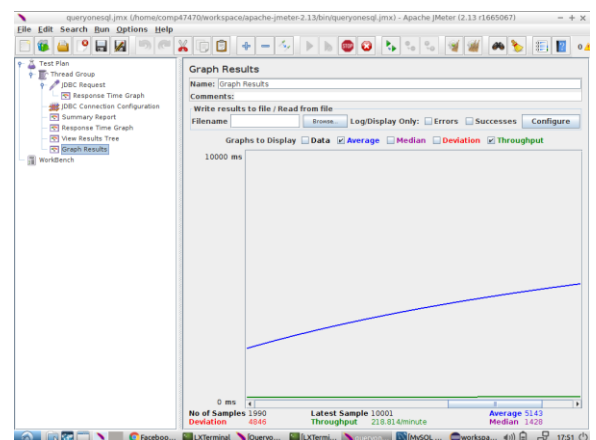 queryonesql.jmx (/home/comp47470/workspace/apache-jmeter-2.13/bin/queryonesql.jmx) - Apache JMeter (2.13 r1665067)
File Edit Search Run Options Help
Test Plan
Thread Group
JDBC Request
Response Time Graph
JDBC Connection Configuration
Summary Report
Response Time Graph
View Results Tree
Graph Results
WorkBench
Graph Results
Name: Graph Results
Comments:
Write results to file / Read from file
Filename Browse... Log/Display Only: Errors Successes Configure
Graphs to Display Data Average Median Deviation Throughput
10000 ms
0 ms
No of Samples 1990 Latest Sample 10001 Average 5143
Deviation 4846 Throughput 218.814/minute Median 1428
Faceboo... LXTerminal LXTermi... [MySQL ... workspa... 17:51